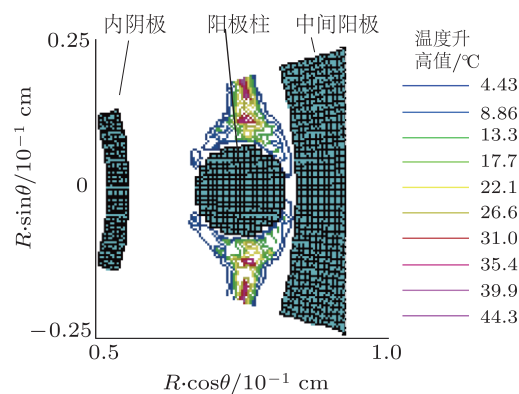 内阴极
阳极柱
中间阳极
温度升
高值/℃
0.25
0
−0.25
R·sinθ/10⁻¹ cm
0.5
1.0
R·cosθ/10⁻¹ cm
4.43
8.86
13.3
17.7
22.1
26.6
31.0
35.4
39.9
44.3